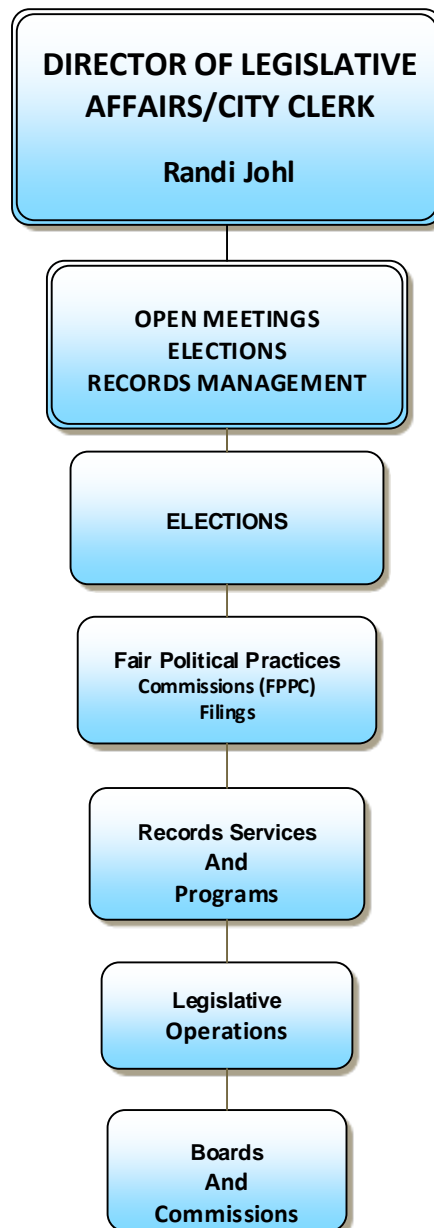 DIRECTOR OF LEGISLATIVE
AFFAIRS/CITY CLERK
Randi Johl
OPEN MEETINGS
ELECTIONS
RECORDS MANAGEMENT
ELECTIONS
Fair Political Practices
Commissions (FPPC)
Filings
Records Services
And
Programs
Legislative
Operations
Boards
And
Commissions